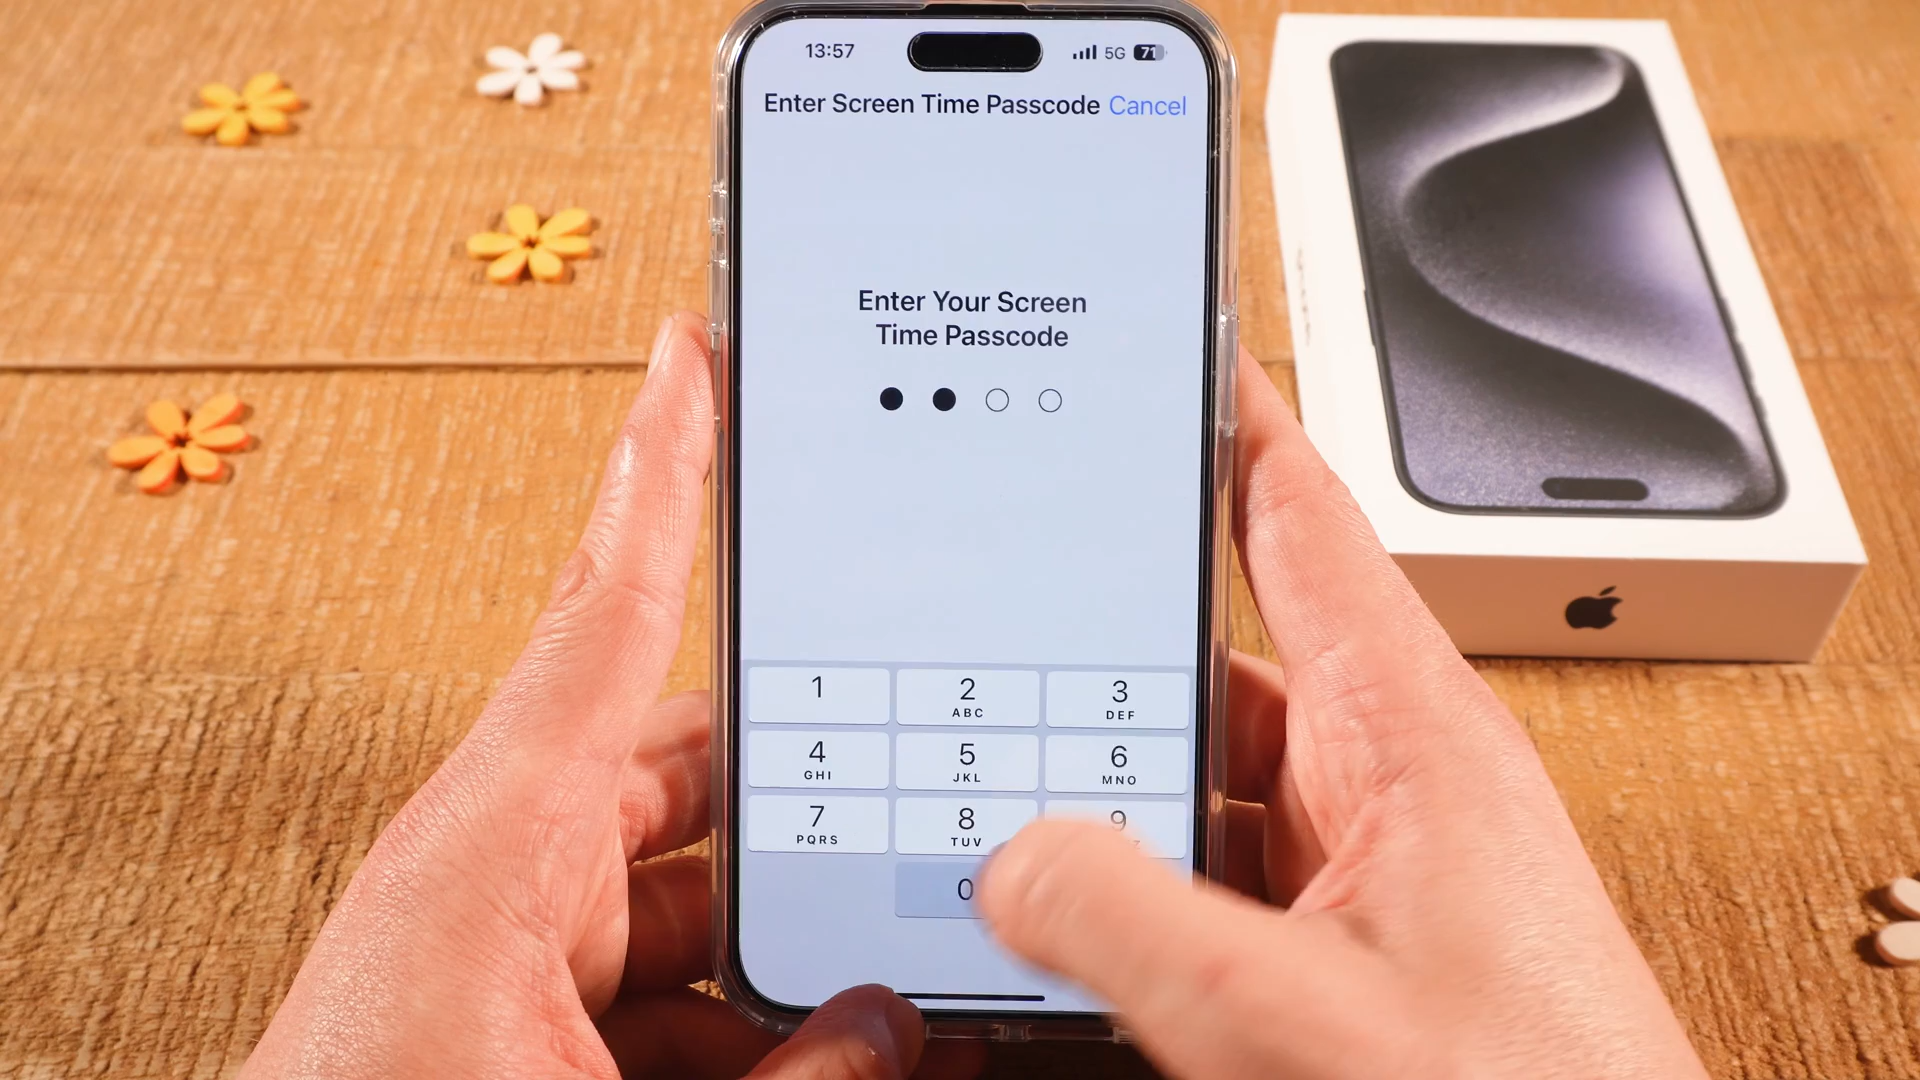 13:57
5G 71
Enter Screen Time Passcode Cancel
Enter Your Screen
Time Passcode
1
2
ABC
3
DEF
4
GHI
5
JKL
6
MNO
7
PQRS
8
TUV
9
0